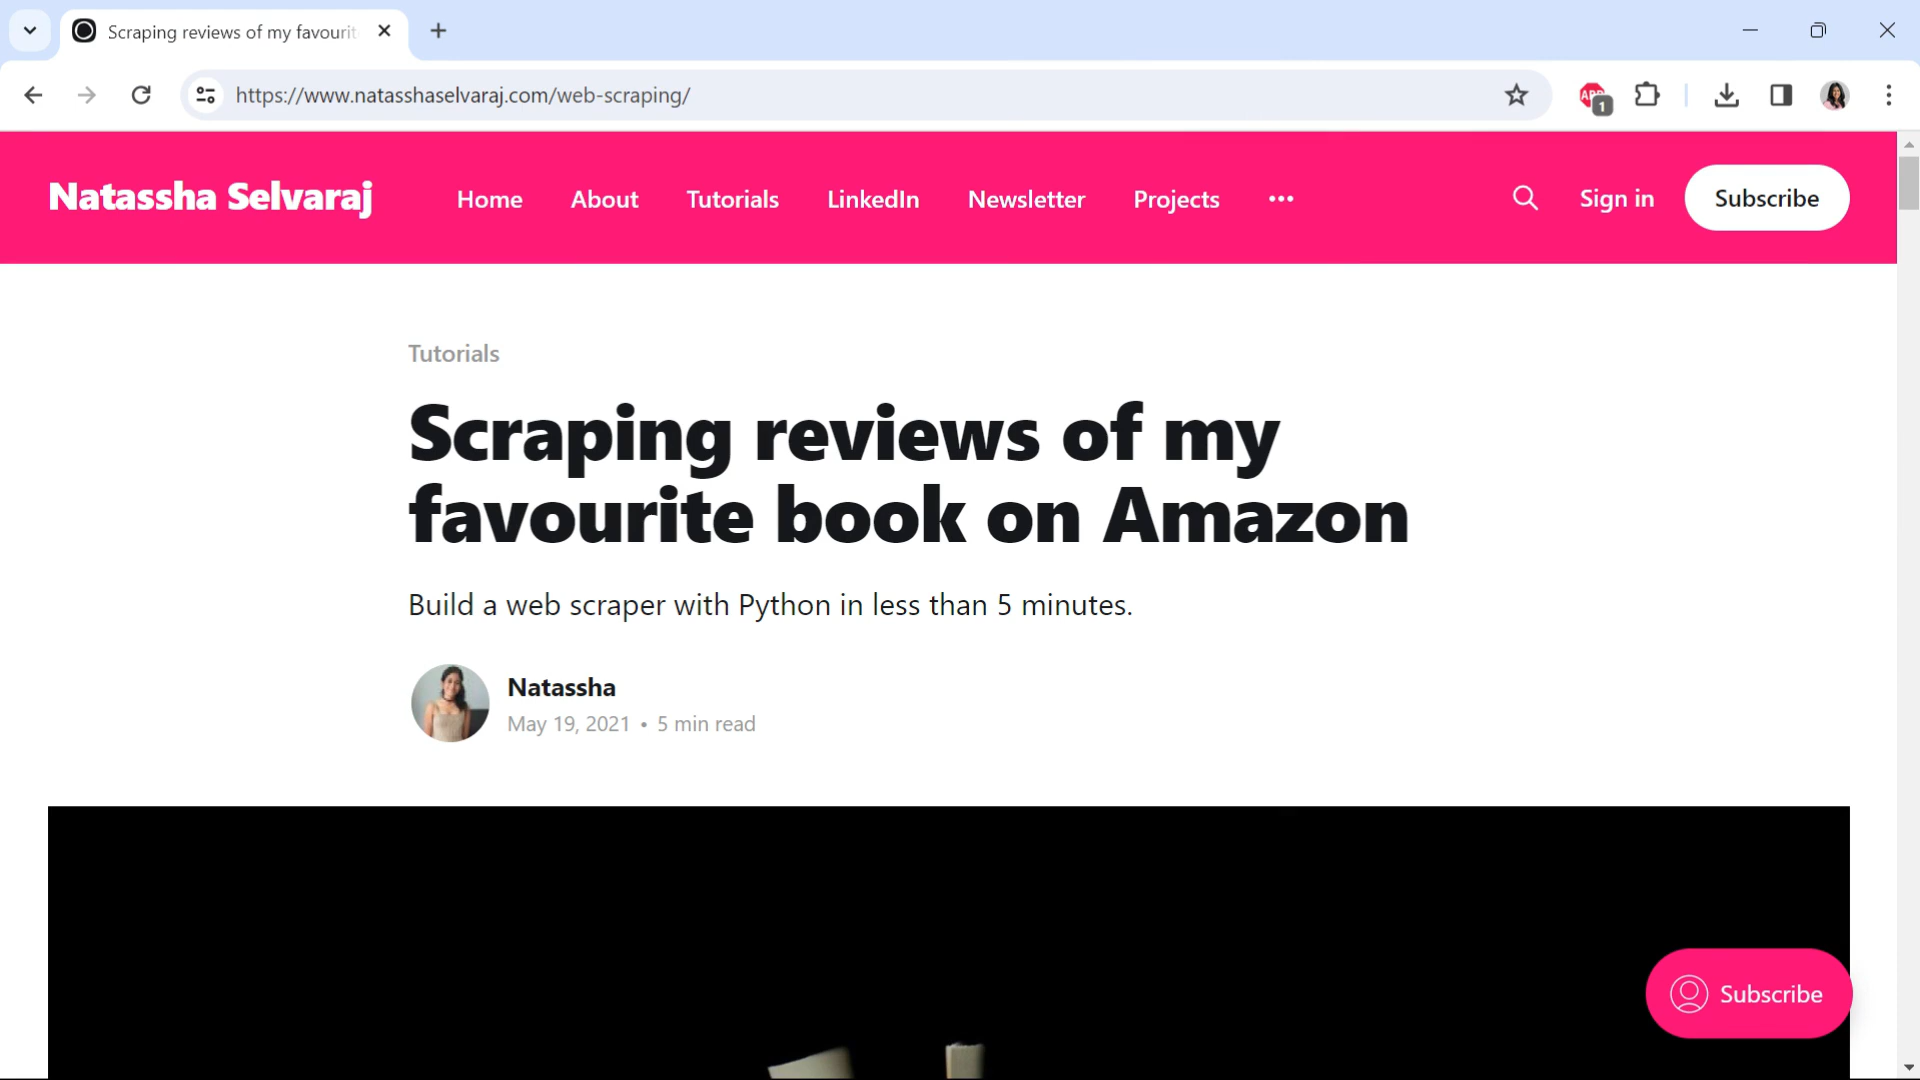 Scraping reviews of my favourit
https://www.natasshaselvaraj.com/web-scraping/
ABP
1
Natassha Selvaraj
Home
About
Tutorials
LinkedIn
Newsletter
Projects
Sign in
Subscribe
Tutorials
Scraping reviews of my
favourite book on Amazon
Build a web scraper with Python in less than 5 minutes.
Natassha
May 19, 2021 • 5 min read
Subscribe